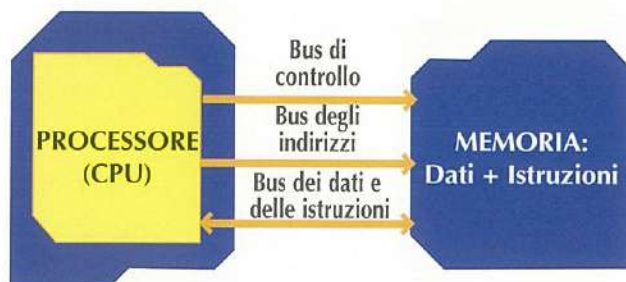 PROCESSORE
(CPU)
Bus di
controllo
Bus degli
indirizzi
Bus dei dati e
delle istruzioni
MEMORIA:
Dati + Istruzioni